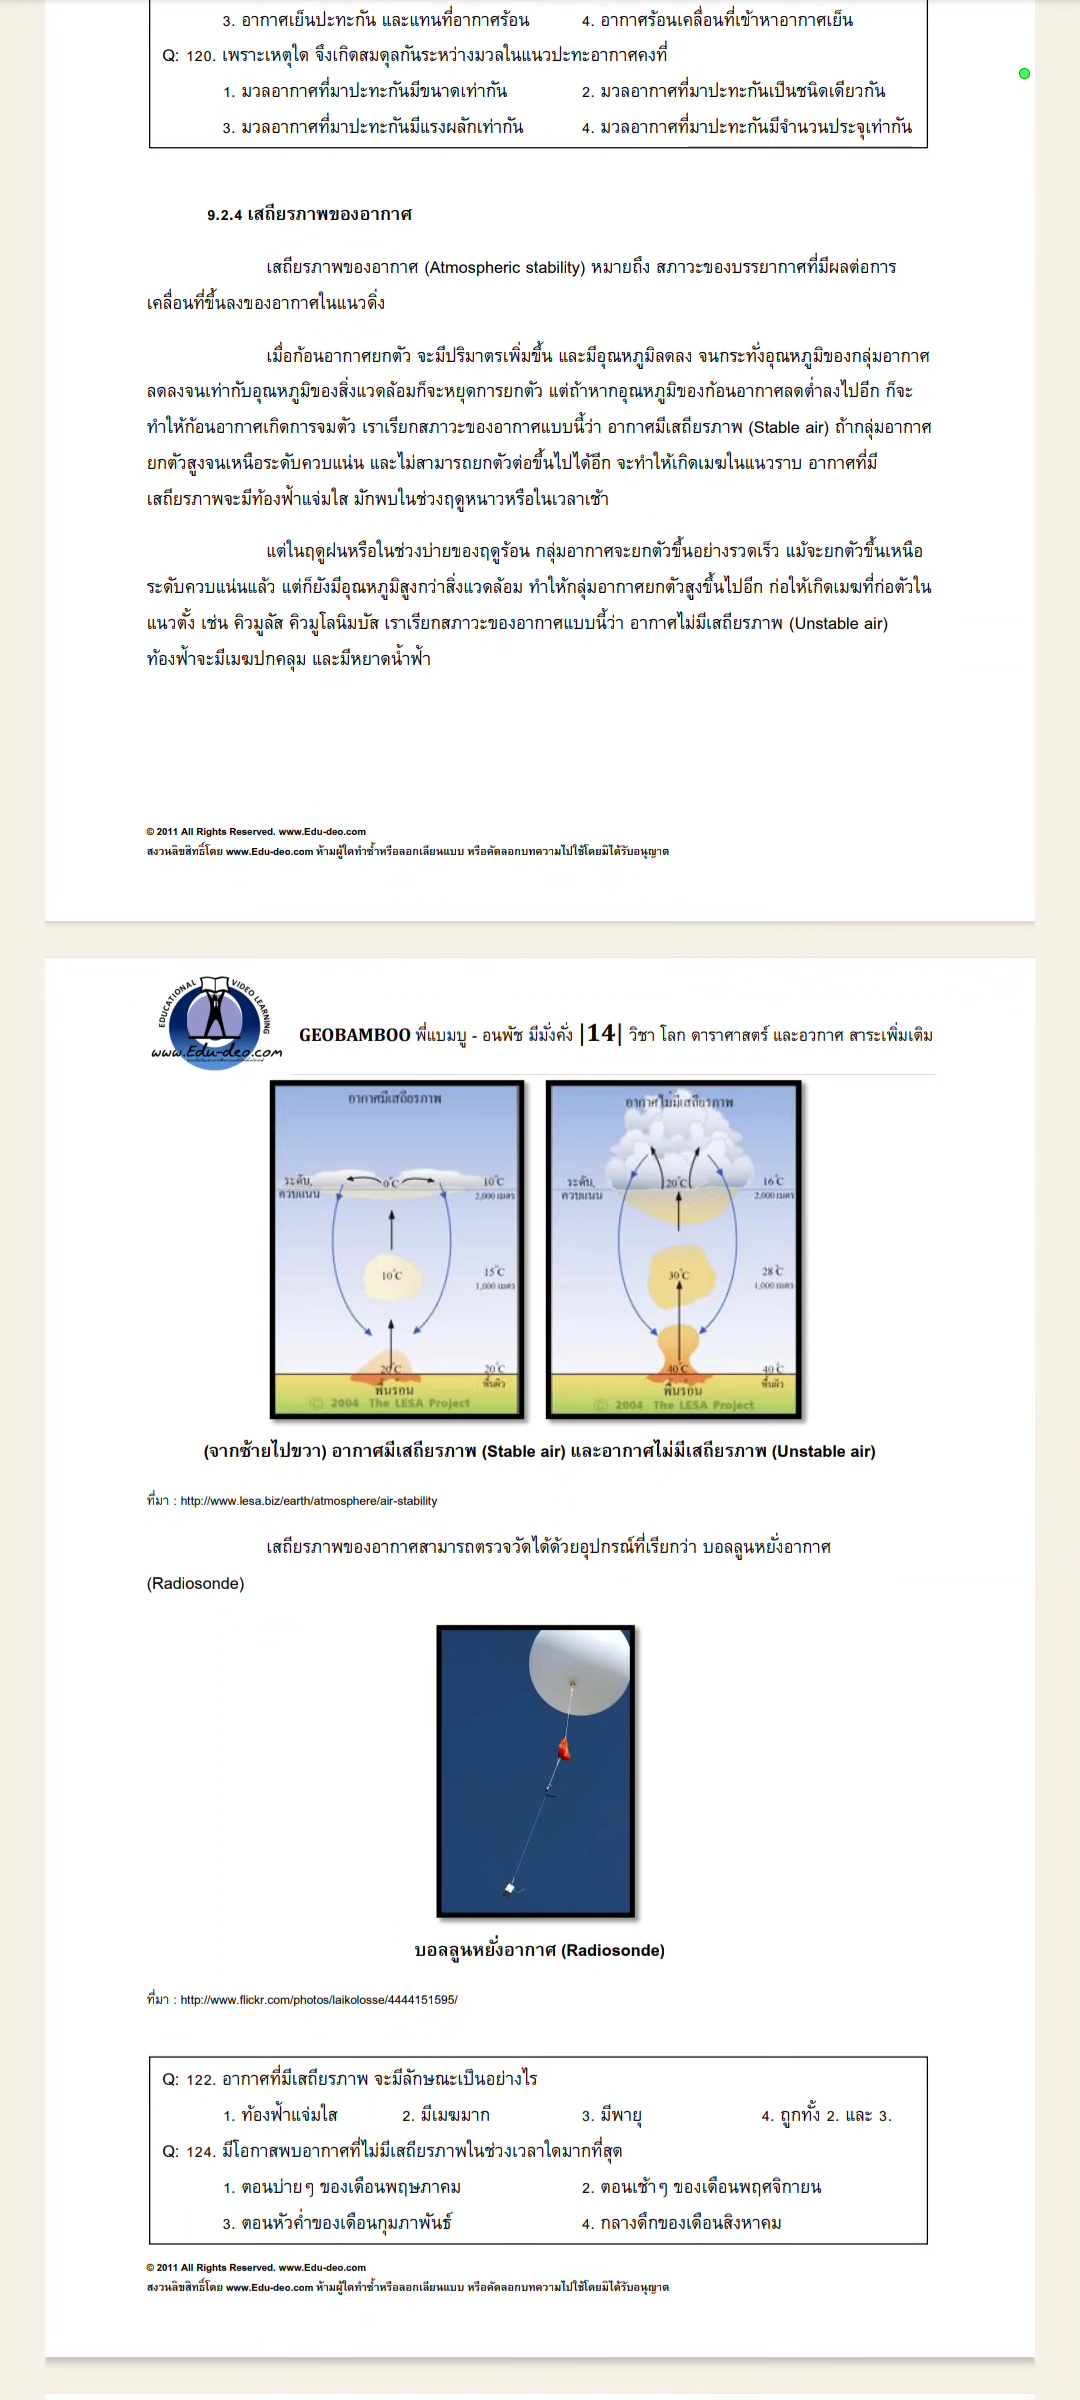 3. อากาศเย็นปะทะกัน และแทนที่อากาศร้อน 4. อากาศร้อนเคลื่อนที่เข้าหาอากาศเย็น
Q: 120. เพราะเหตุใด จึงเกิดสมดุลกันระหว่างมวลในแนวปะทะอากาศคงที่
1. มวลอากาศที่มาปะทะกันมีขนาดเท่ากัน 2. มวลอากาศที่มาปะทะกันเป็นชนิดเดียวกัน
3. มวลอากาศที่มาปะทะกันมีแรงผลักเท่ากัน 4. มวลอากาศที่มาปะทะกันมีจำนวนประจุเท่ากัน
9.2.4 เสถียรภาพของอากาศ
เสถียรภาพของอากาศ (Atmospheric stability) หมายถึง สภาวะของบรรยากาศที่มีผลต่อการ
เคลื่อนที่ขึ้นลงของอากาศในแนวดิ่ง
เมื่อก้อนอากาศยกตัว จะมีปริมาตรเพิ่มขึ้น และมีอุณหภูมิลดลง จนกระทั่งอุณหภูมิของกลุ่มอากาศ
ลดลงจนเท่ากับอุณหภูมิของสิ่งแวดล้อมก็จะหยุดการยกตัว แต่ถ้าหากอุณหภูมิของก้อนอากาศลดต่ำลงไปอีก ก็จะ
ทำให้ก้อนอากาศเกิดการจมตัว เราเรียกสภาวะของอากาศแบบนี้ว่า อากาศมีเสถียรภาพ (Stable air) ถ้ากลุ่มอากาศ
ยกตัวสูงจนเหนือระดับควบแน่น และไม่สามารถยกตัวต่อขึ้นไปได้อีก จะทำให้เกิดเมฆในแนวราบ อากาศที่มี
เสถียรภาพจะมีท้องฟ้าแจ่มใส มักพบในช่วงฤดูหนาวหรือในเวลาเช้า
แต่ในฤดูฝนหรือในช่วงบ่ายของฤดูร้อน กลุ่มอากาศจะยกตัวขึ้นอย่างรวดเร็ว แม้จะยกตัวขึ้นเหนือ
ระดับควบแน่นแล้ว แต่ก็ยังมีอุณหภูมิสูงกว่าสิ่งแวดล้อม ทำให้กลุ่มอากาศยกตัวสูงขึ้นไปอีก ก่อให้เกิดเมฆที่ก่อตัวใน
แนวตั้ง เช่น คิวมูลัส คิวมูโลนิมบัส เราเรียกสภาวะของอากาศแบบนี้ว่า อากาศไม่มีเสถียรภาพ (Unstable air)
ท้องฟ้าจะมีเมฆปกคลุม และมีหยาดน้ำฟ้า
© 2011 All Rights Reserved. www.Edu-deo.com
สงวนลิขสิทธิ์โดย www.Edu-deo.com ห้ามผู้ใดทำซ้ำหรือลอกเลียนแบบ หรือคัดลอกบทความไปใช้โดยมิได้รับอนุญาต
EDUCATIONAL VIDEO LEARNING
www.Edu-deo.com
GEOBAMBOO พี่แบมบู - อนพัช มีมั่งคั่ง |14| วิชา โลก ดาราศาสตร์ และอวกาศ สาระเพิ่มเติม
อากาศมีเสถียรภาพ
ระดับ, ควบแน่น
0°C
10°C
2,000 เมตร
10°C
15°C
1,000 เมตร
20°C
20°C
พื้นผิว
พื้นร้อน
© 2004 The LESA Project
อากาศไม่มีเสถียรภาพ
ระดับ, ควบแน่น
20°C
16°C
2,000 เมตร
30°C
28°C
1,000 เมตร
40°C
40°C
พื้นผิว
พื้นร้อน
© 2004 The LESA Project
(จากซ้ายไปขวา) อากาศมีเสถียรภาพ (Stable air) และอากาศไม่มีเสถียรภาพ (Unstable air)
ที่มา : http://www.lesa.biz/earth/atmosphere/air-stability
เสถียรภาพของอากาศสามารถตรวจวัดได้ด้วยอุปกรณ์ที่เรียกว่า บอลลูนหยั่งอากาศ
(Radiosonde)
บอลลูนหยั่งอากาศ (Radiosonde)
ที่มา : http://www.flickr.com/photos/laikolosse/4444151595/
Q: 122. อากาศที่มีเสถียรภาพ จะมีลักษณะเป็นอย่างไร
1. ท้องฟ้าแจ่มใส 2. มีเมฆมาก 3. มีพายุ 4. ถูกทั้ง 2. และ 3.
Q: 124. มีโอกาสพบอากาศที่ไม่มีเสถียรภาพในช่วงเวลาใดมากที่สุด
1. ตอนบ่ายๆ ของเดือนพฤษภาคม 2. ตอนเช้าๆ ของเดือนพฤศจิกายน
3. ตอนหัวค่ำของเดือนกุมภาพันธ์ 4. กลางดึกของเดือนสิงหาคม
© 2011 All Rights Reserved. www.Edu-deo.com
สงวนลิขสิทธิ์โดย www.Edu-deo.com ห้ามผู้ใดทำซ้ำหรือลอกเลียนแบบ หรือคัดลอกบทความไปใช้โดยมิได้รับอนุญาต